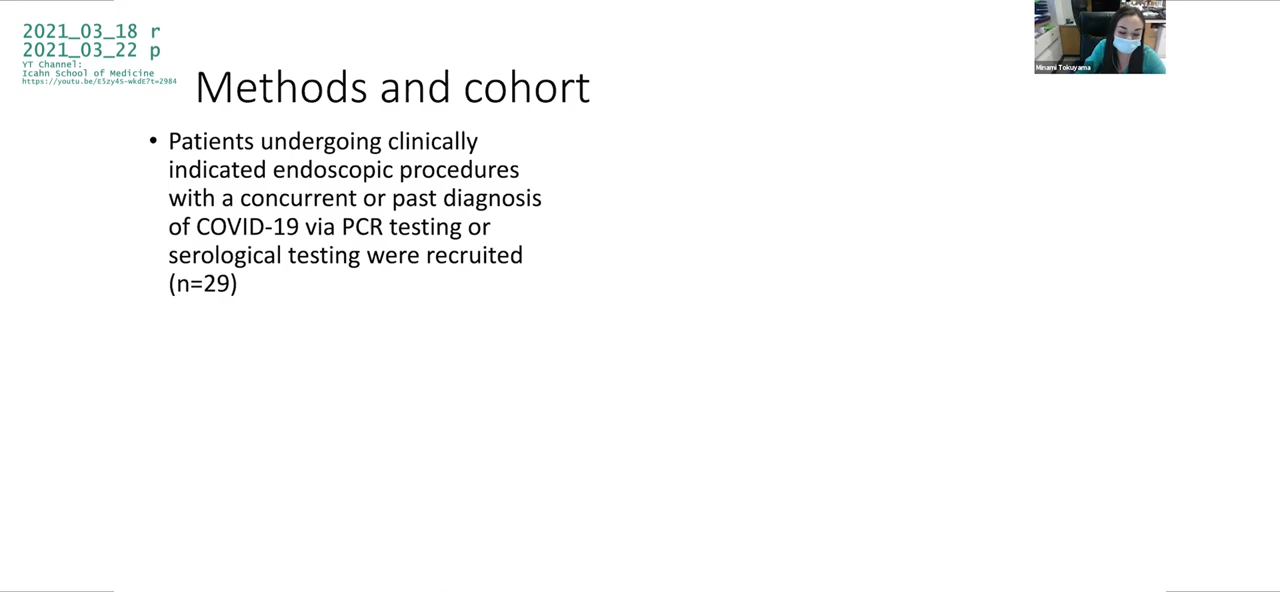 2021_03_18 r
2021_03_22 p
YT Channel:
Icahn School of Medicine
https://youtu.be/E5zy4S-wkdE?t=2984
Minami Tokuyama
Methods and cohort
• Patients undergoing clinically
indicated endoscopic procedures
with a concurrent or past diagnosis
of COVID-19 via PCR testing or
serological testing were recruited
(n=29)